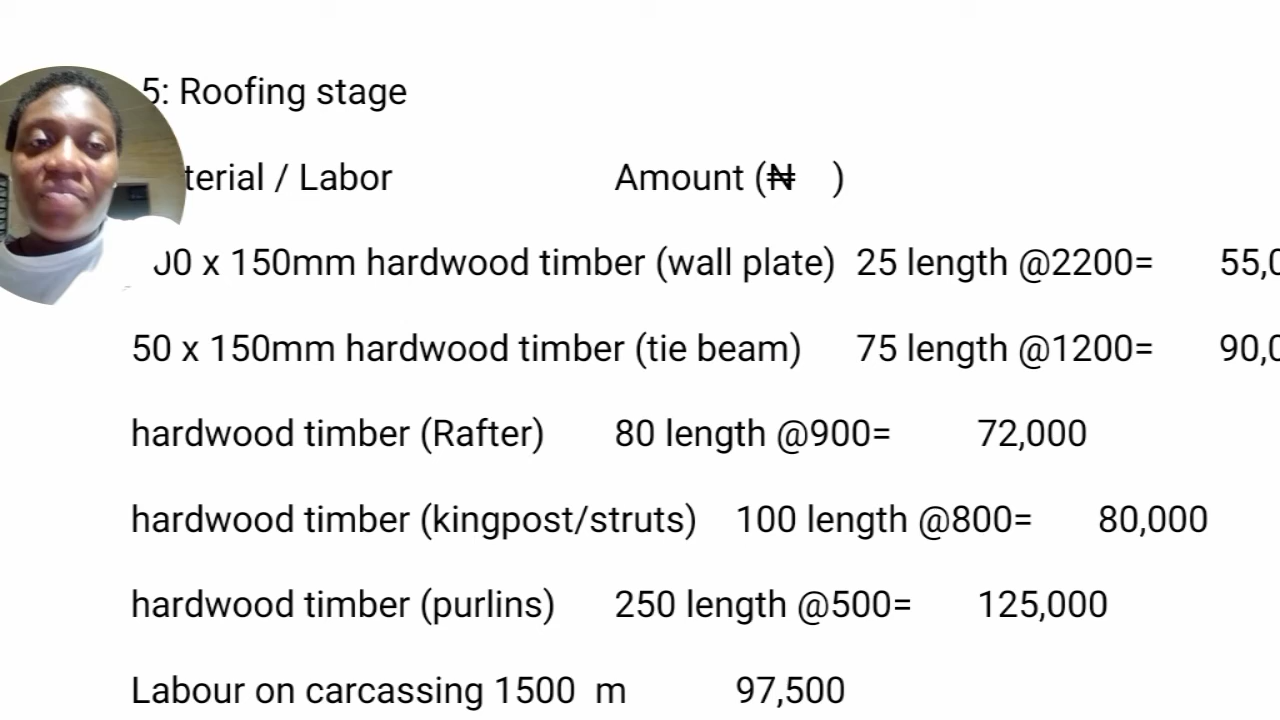 5: Roofing stage
terial / Labor Amount (₦ )
00 x 150mm hardwood timber (wall plate) 25 length @2200= 55,0
50 x 150mm hardwood timber (tie beam) 75 length @1200= 90,0
hardwood timber (Rafter) 80 length @900= 72,000
hardwood timber (kingpost/struts) 100 length @800= 80,000
hardwood timber (purlins) 250 length @500= 125,000
Labour on carcassing 1500 m 97,500